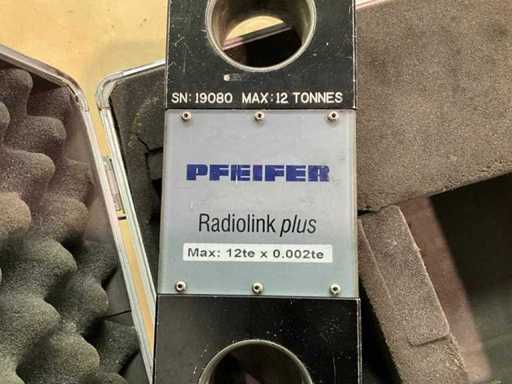 SN: 19080 MAX: 12 TONNES
PFEIFER
Radiolink plus
Max: 12te x 0.002te